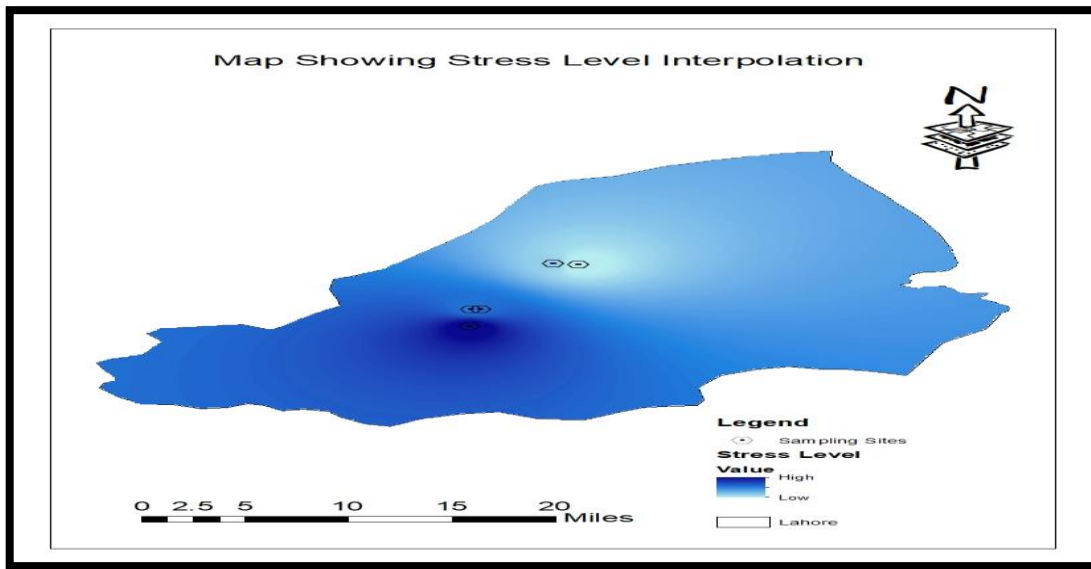 Map Showing Stress Level Interpolation
N
Legend
Sampling Sites
Stress Level
Value
High
Low
Lahore
0 2.5 5 10 15 20
Miles